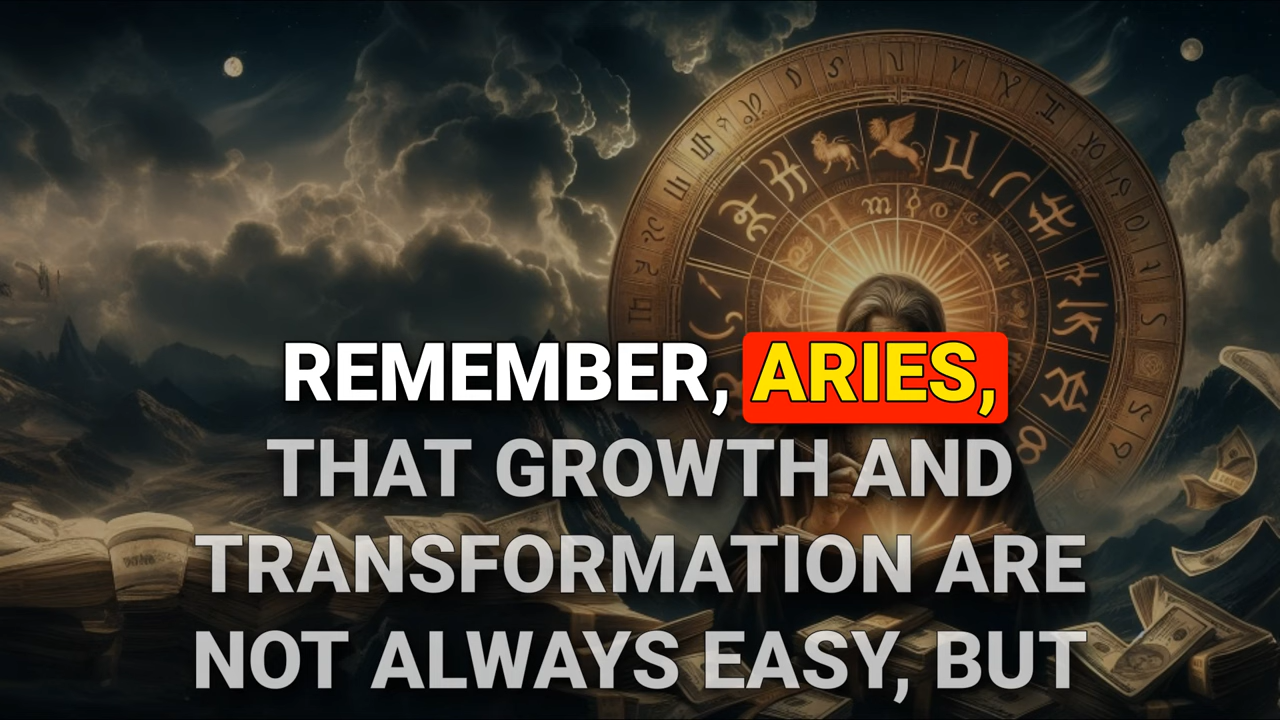 REMEMBER, ARIES,
THAT GROWTH AND
TRANSFORMATION ARE
NOT ALWAYS EASY, BUT